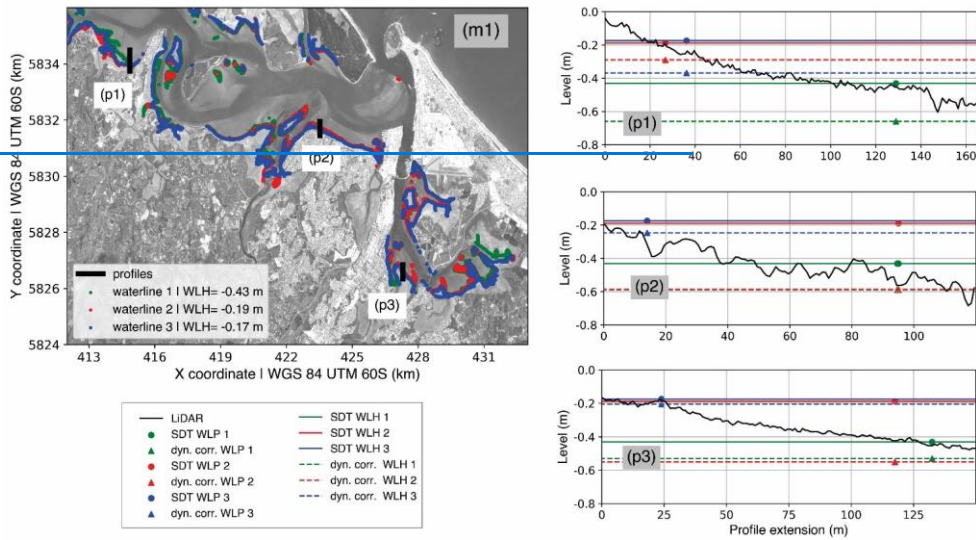 (m1)
5834
5832
5830
5828
5826
5824
Y coordinate I WGS 84 UTM 60S (km)
(p1)
(p2)
(p3)
profiles
waterline 1 I WLH= -0.43 m
waterline 2 I WLH= -0.19 m
waterline 3 I WLH= -0.17 m
413 416 419 422 425 428 431
X coordinate I WGS 84 UTM 60S (km)
LiDAR
SDT WLP 1
dyn. corr. WLP 1
SDT WLP 2
dyn. corr. WLP 2
SDT WLP 3
dyn. corr. WLP 3
SDT WLH 1
SDT WLH 2
SDT WLH 3
dyn. corr. WLH 1
dyn. corr. WLH 2
dyn. corr. WLH 3
0.0
-0.2
-0.4
-0.6
-0.8
Level (m)
(p1)
0 20 40 60 80 100 120 140 160
0.0
-0.2
-0.4
-0.6
-0.8
Level (m)
(p2)
0 20 40 60 80 100
0.0
-0.2
-0.4
-0.6
-0.8
Level (m)
(p3)
0 25 50 75 100 125
Profile extension (m)